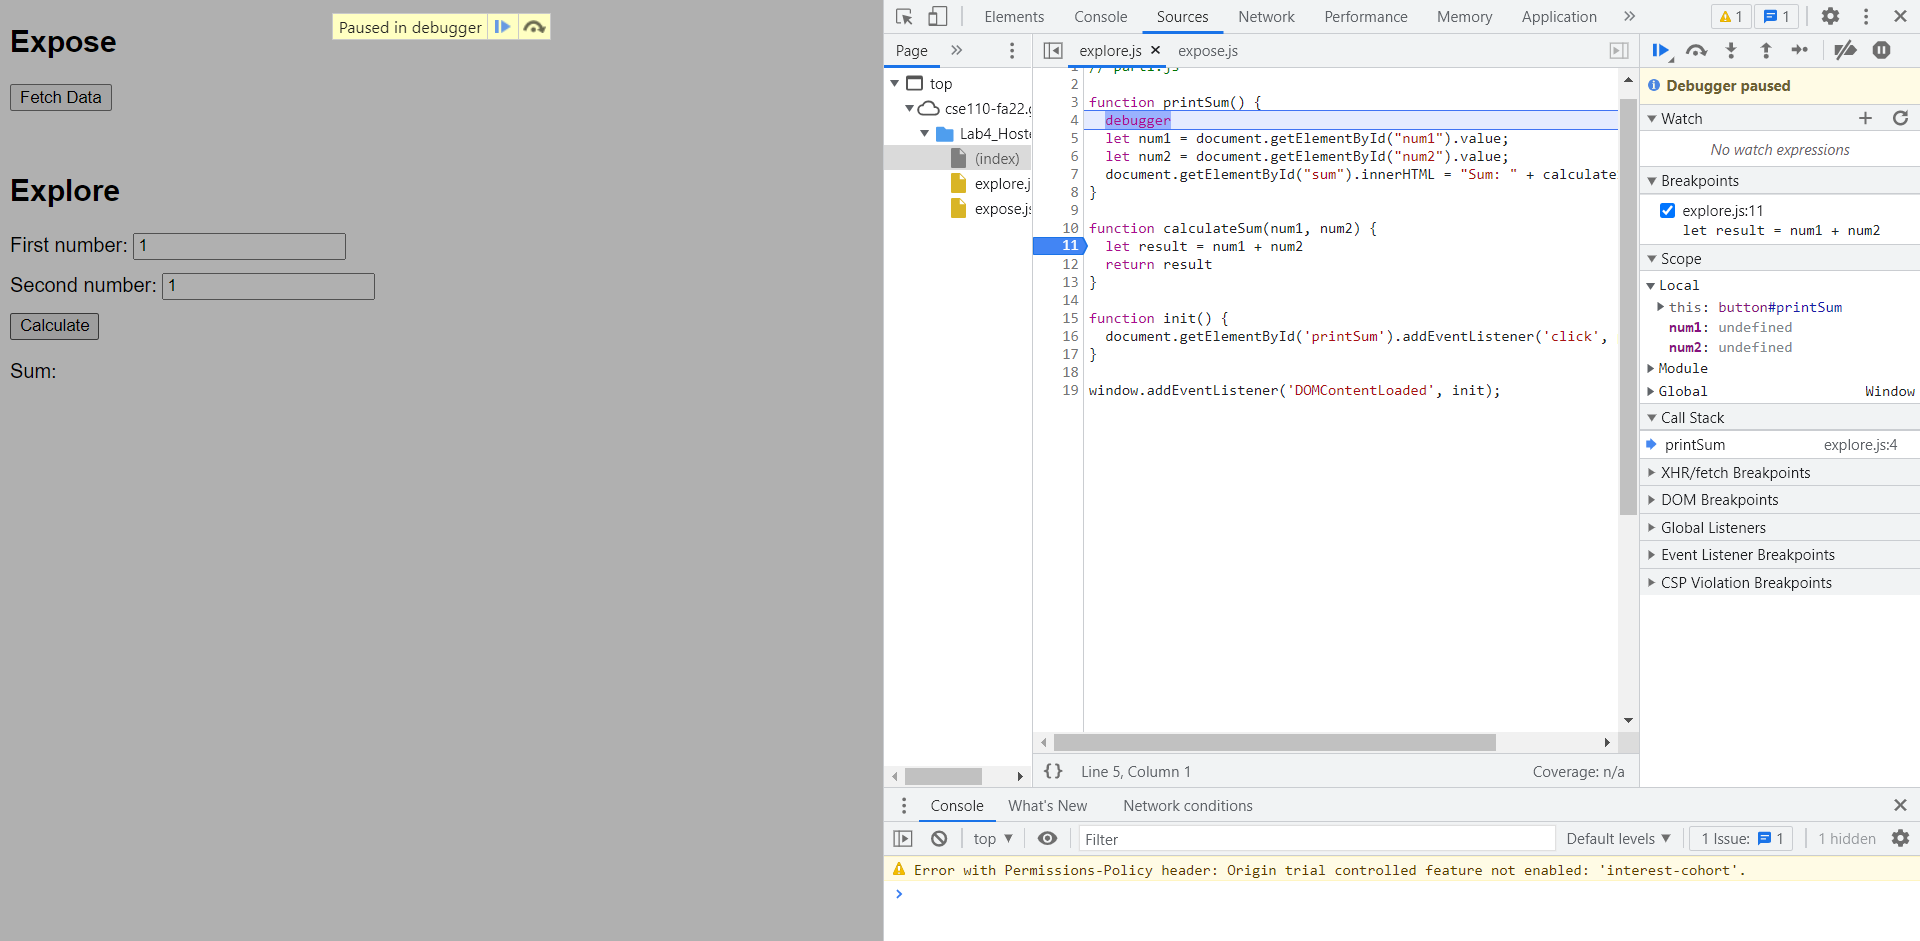 Expose
Paused in debugger
Fetch Data
Explore
First number: 1
Second number: 1
Calculate
Sum:
Elements Console Sources Network Performance Memory Application 1 1
Page
top
cse110-fa22.g
Lab4_Hoste
(index)
explore.j
expose.js
explore.js expose.js
1 // part1.js
2
3 function printSum() {
4 debugger
5 let num1 = document.getElementById("num1").value;
6 let num2 = document.getElementById("num2").value;
7 document.getElementById("sum").innerHTML = "Sum: " + calculate
8 }
9
10 function calculateSum(num1, num2) {
11 let result = num1 + num2
12 return result
13 }
14
15 function init() {
16 document.getElementById('printSum').addEventListener('click',
17 }
18
19 window.addEventListener('DOMContentLoaded', init);
{} Line 5, Column 1 Coverage: n/a
Debugger paused
Watch
No watch expressions
Breakpoints
explore.js:11
let result = num1 + num2
Scope
Local
this: button#printSum
num1: undefined
num2: undefined
Module
Global Window
Call Stack
printSum explore.js:4
XHR/fetch Breakpoints
DOM Breakpoints
Global Listeners
Event Listener Breakpoints
CSP Violation Breakpoints
Console What's New Network conditions
top Filter Default levels 1 Issue: 1 1 hidden
Error with Permissions-Policy header: Origin trial controlled feature not enabled: 'interest-cohort'.